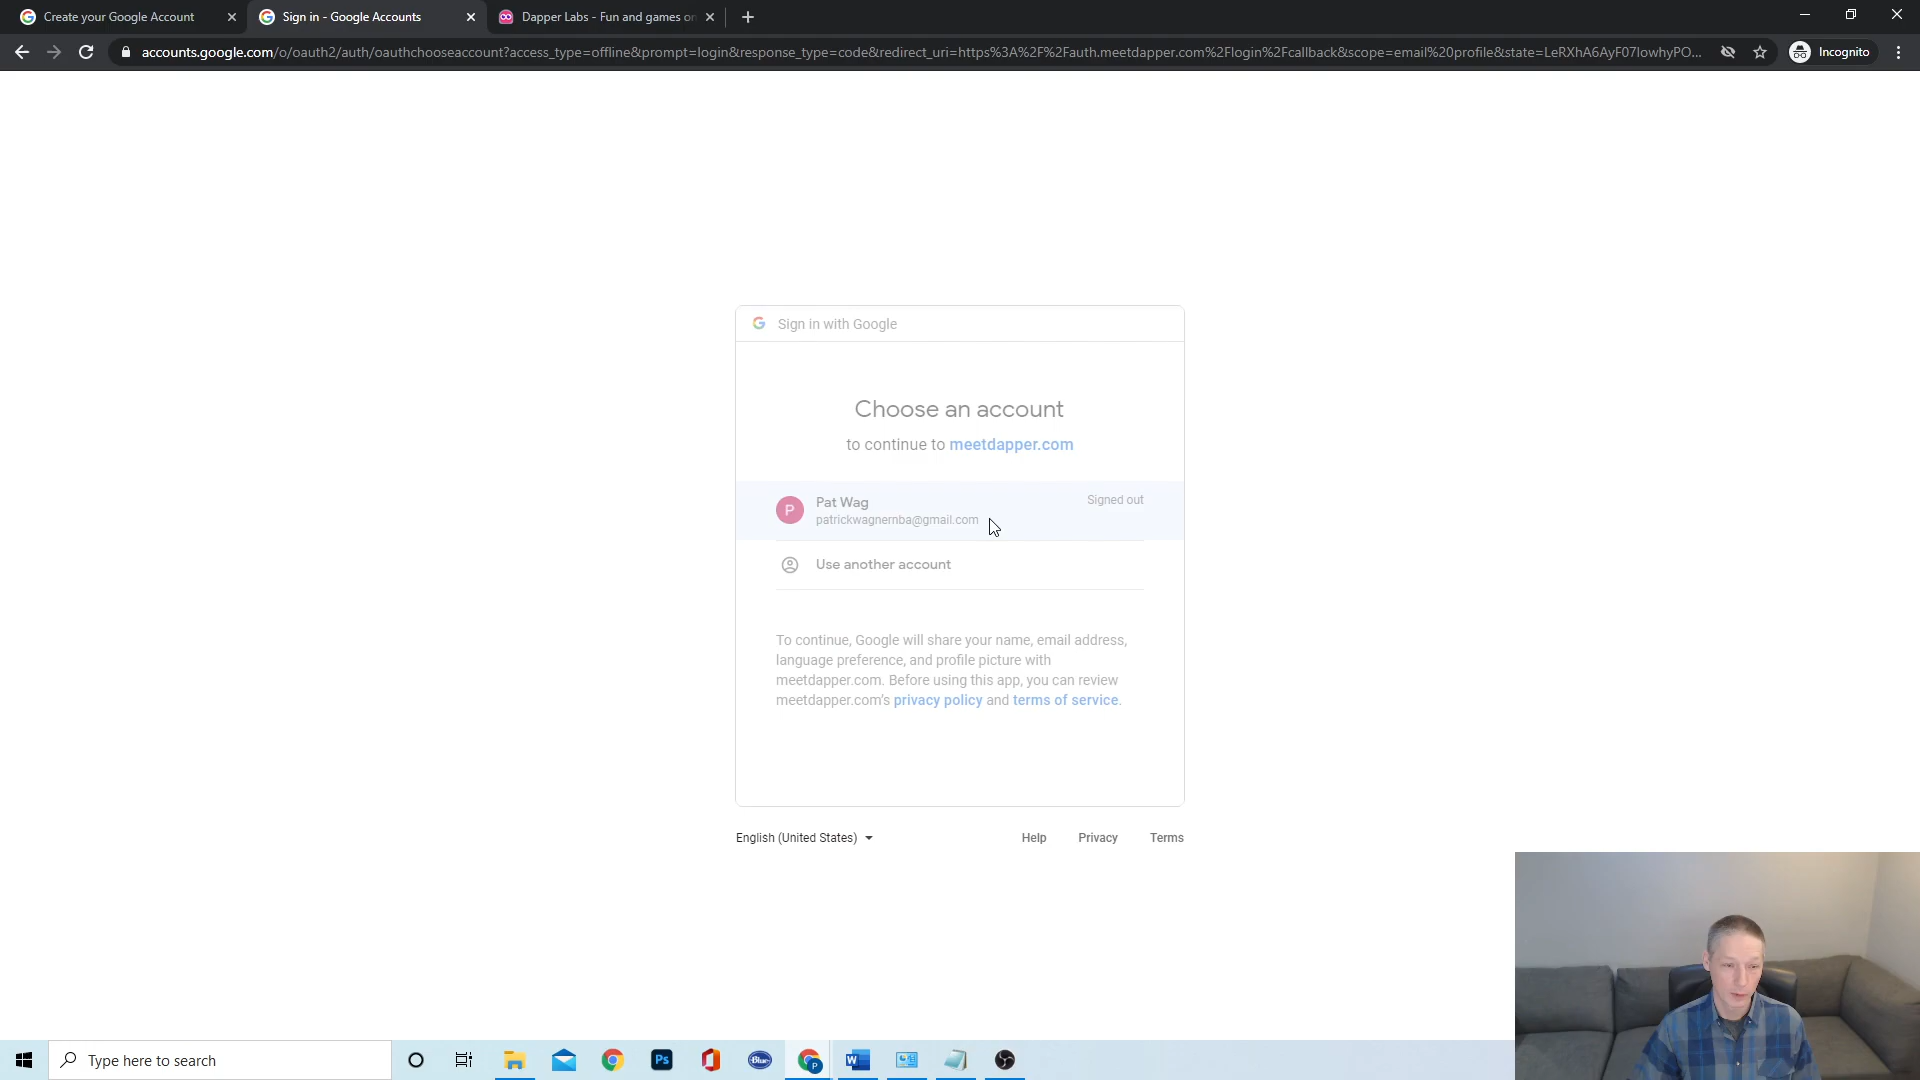 Create your Google Account
Sign in - Google Accounts
Dapper Labs - Fun and games on
accounts.google.com/o/oauth2/auth/oauthchooseaccount?access_type=offline&prompt=login&response_type=code&redirect_uri=https%3A%2F%2Fauth.meetdapper.com%2Flogin%2Fcallback&scope=email%20profile&state=LeRXhA6AyF07IowhyPO...
Incognito
Sign in with Google
Choose an account
to continue to meetdapper.com
P
Pat Wag
Signed out
patrickwagnernba@gmail.com
Use another account
To continue, Google will share your name, email address,
language preference, and profile picture with
meetdapper.com. Before using this app, you can review
meetdapper.com's privacy policy and terms of service.
English (United States)
Help
Privacy
Terms
Type here to search
Ps
Blue
P
W